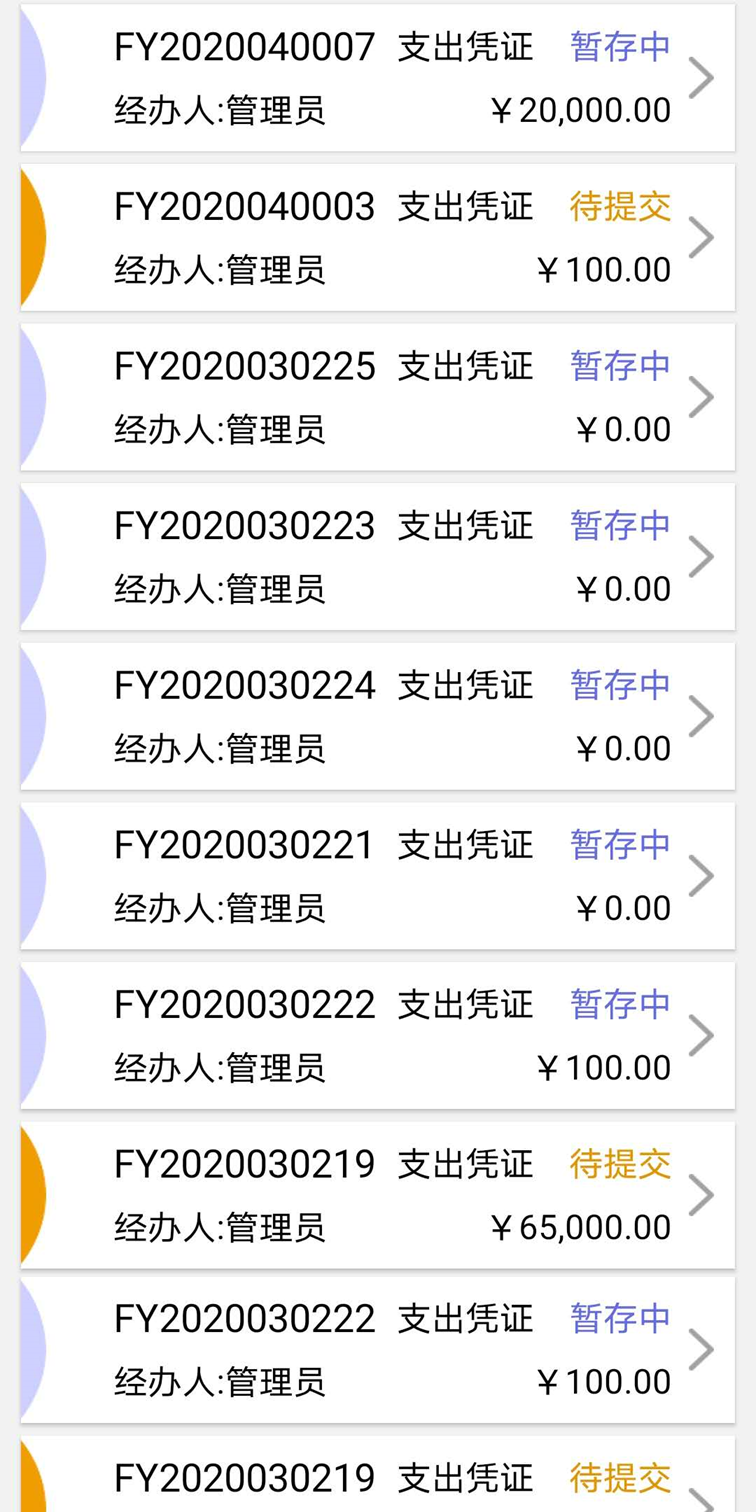 FY2020040007 支出凭证 暂存中
经办人:管理员 ￥20,000.00
FY2020040003 支出凭证 待提交
经办人:管理员 ￥100.00
FY2020030225 支出凭证 暂存中
经办人:管理员 ￥0.00
FY2020030223 支出凭证 暂存中
经办人:管理员 ￥0.00
FY2020030224 支出凭证 暂存中
经办人:管理员 ￥0.00
FY2020030221 支出凭证 暂存中
经办人:管理员 ￥0.00
FY2020030222 支出凭证 暂存中
经办人:管理员 ￥100.00
FY2020030219 支出凭证 待提交
经办人:管理员 ￥65,000.00
FY2020030222 支出凭证 暂存中
经办人:管理员 ￥100.00
FY2020030219 支出凭证 待提交